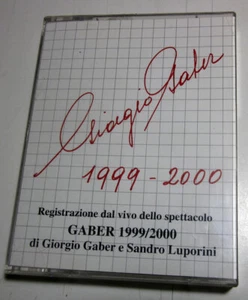 Giorgio Gaber
1999-2000
Registrazione dal vivo dello spettacolo
GABER 1999/2000
di Giorgio Gaber e Sandro Luporini